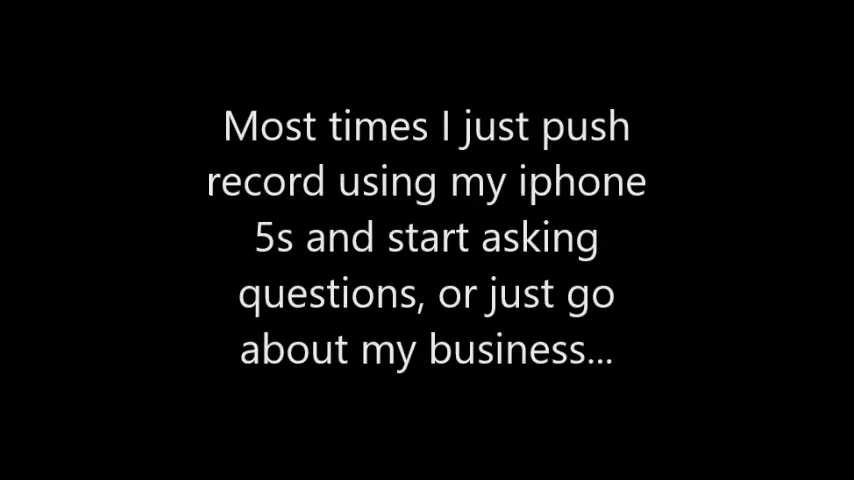 Most times I just push
record using my iphone
5s and start asking
questions, or just go
about my business...